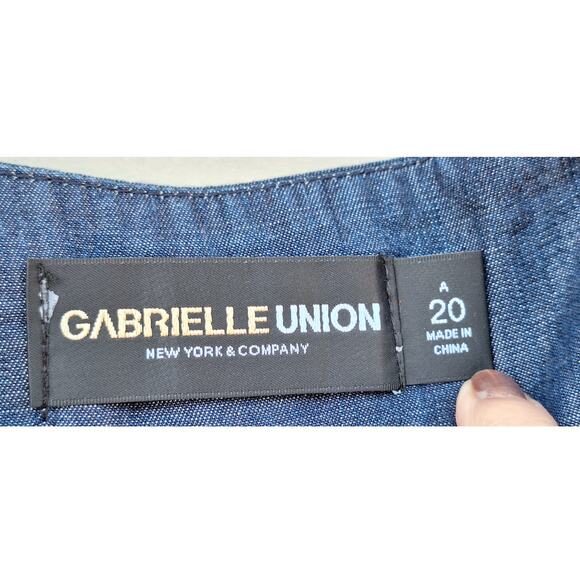 GABRIELLE UNION
NEW YORK & COMPANY
A
20
MADE IN
CHINA